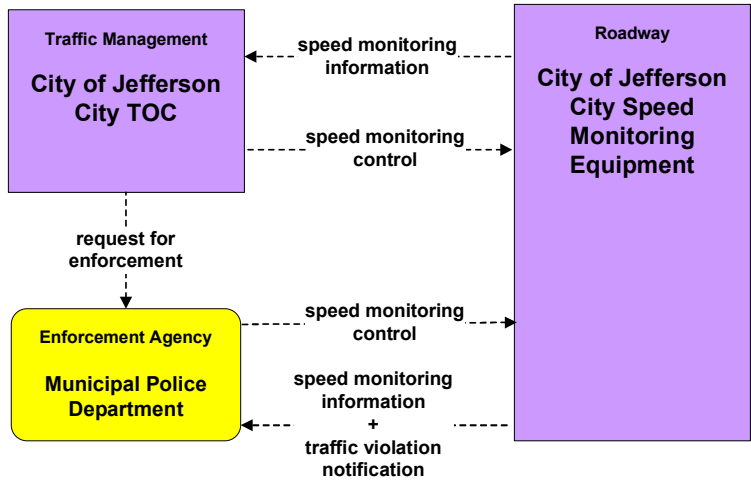 Traffic Management
City of Jefferson
City TOC
speed monitoring
information
speed monitoring
control
Roadway
City of Jefferson
City Speed
Monitoring
Equipment
request for
enforcement
Enforcement Agency
Municipal Police
Department
speed monitoring
control
speed monitoring
information
+
traffic violation
notification